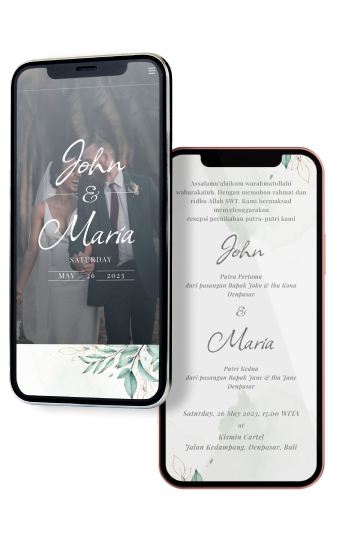 John
&
Maria
SATURDAY
MAY - 26 - 2023
Assalamu'alaikum warahmatullahi
wabarakatuh. Dengan memohon rahmat dan
ridho Allah SWT. Kami bermaksud
menyelenggarakan
resepsi pernikahan putra-putri kami
John
Putra Pertama
dari pasangan Bapak Joko & Ibu Kona
Denpasar
&
Maria
Putri Kedua
dari pasangan Bapak Jane & Ibu Jane
Denpasar
Saturday, 26 May 2023, 17.00 WITA
at
Kismin Cartel
Jalan Kedampang, Denpasar, Bali